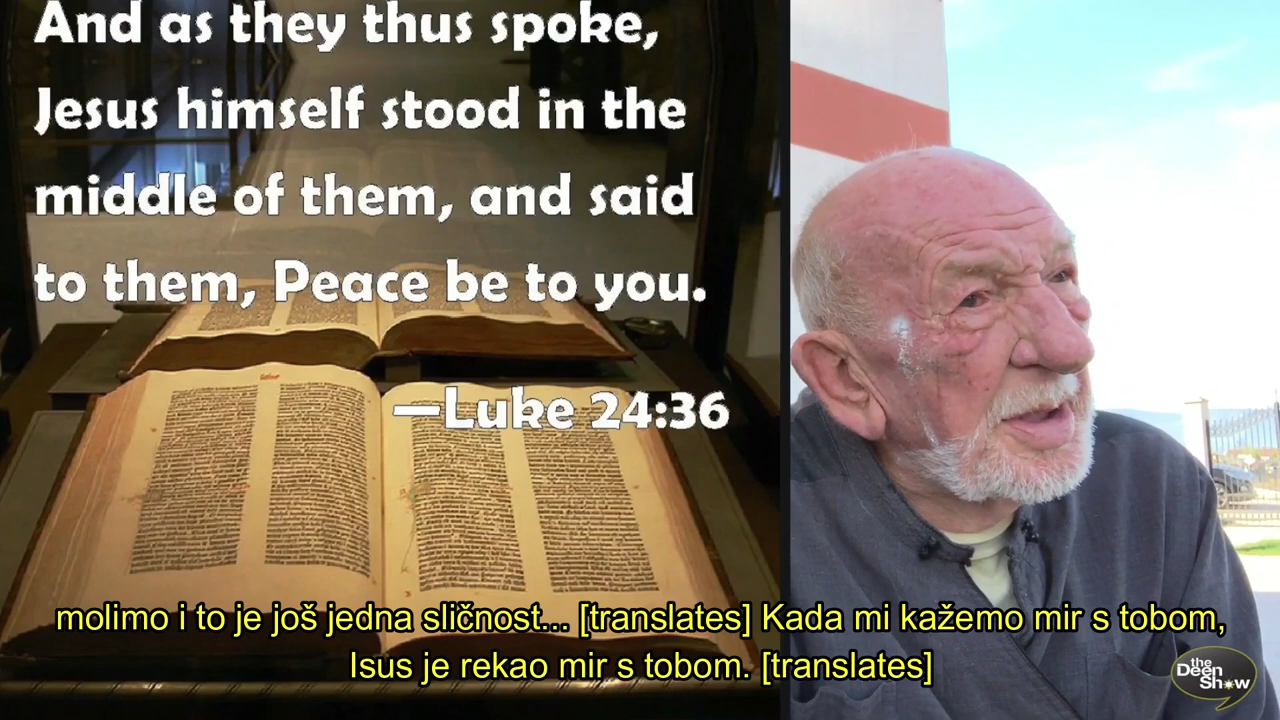 And as they thus spoke,
Jesus himself stood in the
middle of them, and said
to them, Peace be to you.
—Luke 24:36
molimo i to je još jedna sličnost... [translates] Kada mi kažemo mir s tobom,
Isus je rekao mir s tobom. [translates]
the
Deen
Show